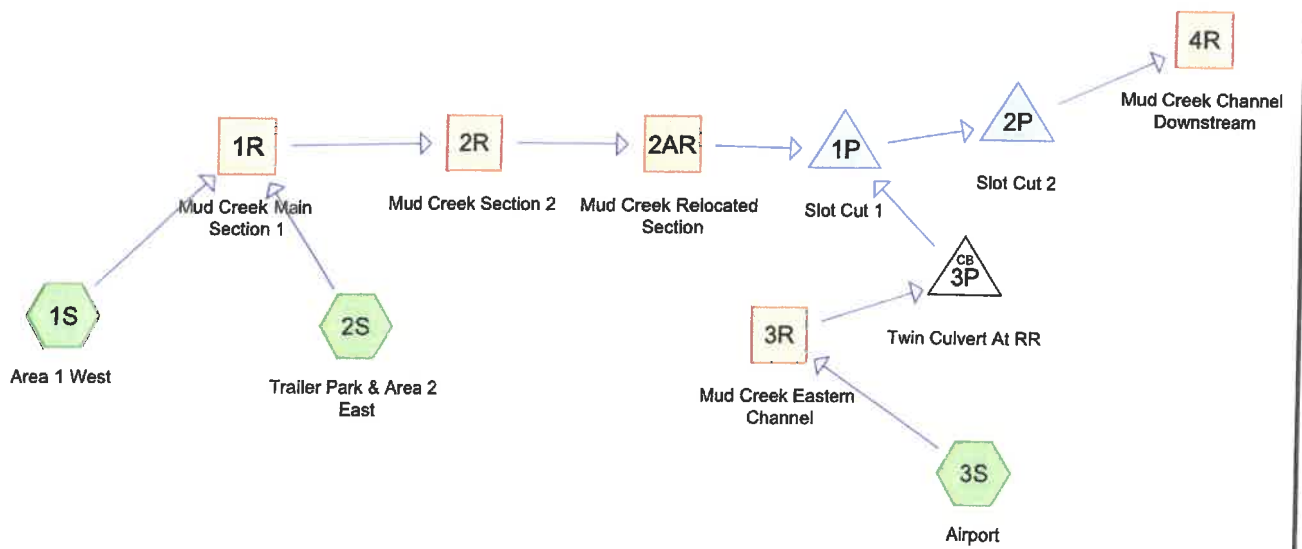 4R
Mud Creek Channel
Downstream
2P
Slot Cut 2
1R
Mud Creek Main
Section 1
2R
Mud Creek Section 2
2AR
Mud Creek Relocated
Section
1P
Slot Cut 1
CB
3P
Twin Culvert At RR
1S
Area 1 West
2S
Trailer Park & Area 2
East
3R
Mud Creek Eastern
Channel
3S
Airport